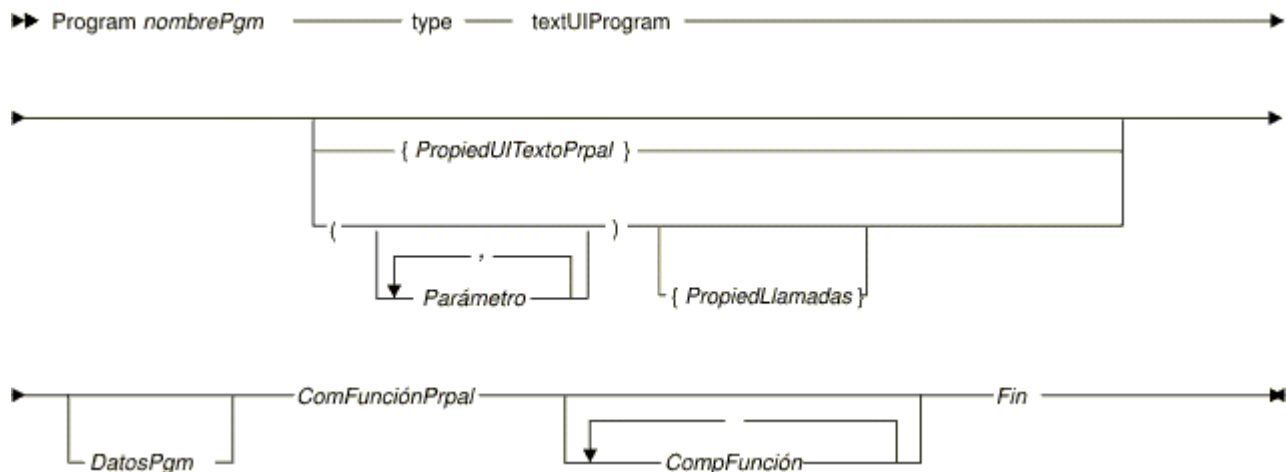 Program nombrePgm type textUIProgram
{ PropiedUITextoPrpal }
( )
,
Parámetro
{ PropiedLlamadas }
ComFunciónPrpal Fin
DatosPgm
CompFunción